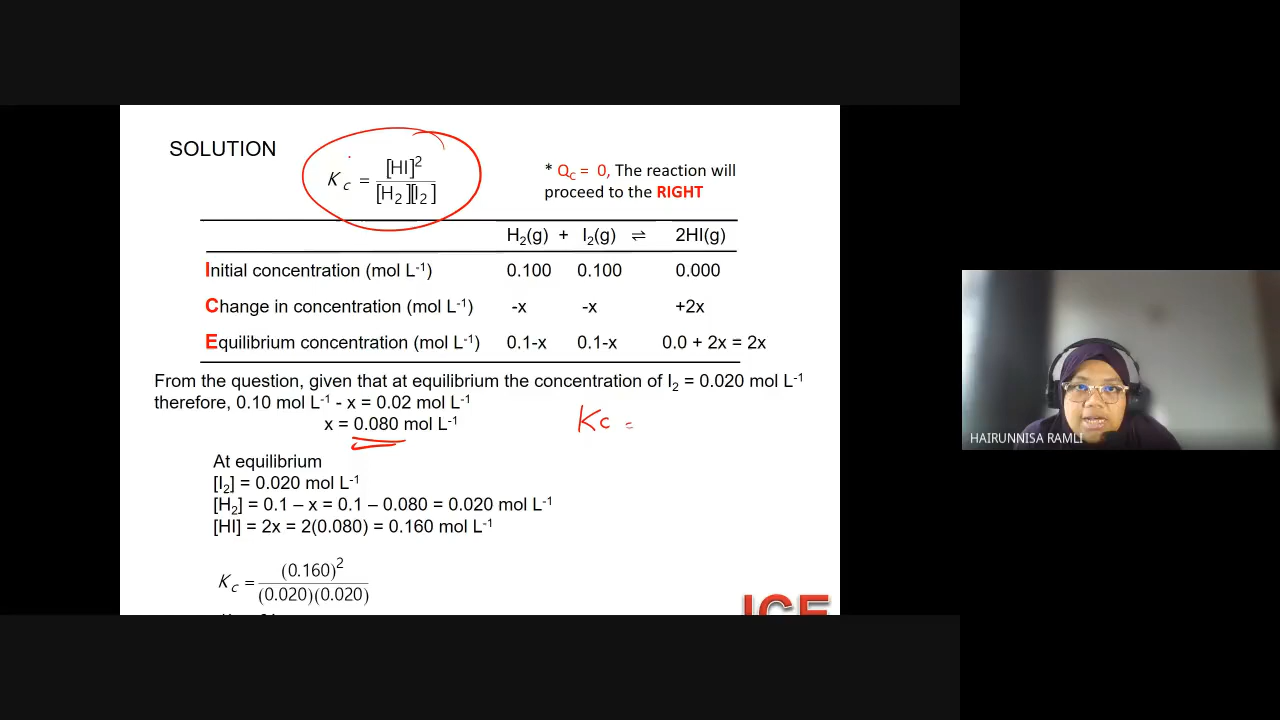 SOLUTION
K_c = [HI]² / [H₂][I₂]
* Q_c = 0, The reaction will
proceed to the RIGHT
H₂(g) + I₂(g) ⇌ 2HI(g)
Initial concentration (mol L⁻¹) 0.100 0.100 0.000
Change in concentration (mol L⁻¹) -x -x +2x
Equilibrium concentration (mol L⁻¹) 0.1-x 0.1-x 0.0 + 2x = 2x
From the question, given that at equilibrium the concentration of I₂ = 0.020 mol L⁻¹
therefore, 0.10 mol L⁻¹ - x = 0.02 mol L⁻¹
x = 0.080 mol L⁻¹
Kc =
At equilibrium
[I₂] = 0.020 mol L⁻¹
[H₂] = 0.1 – x = 0.1 – 0.080 = 0.020 mol L⁻¹
[HI] = 2x = 2(0.080) = 0.160 mol L⁻¹
K_c = (0.160)² / (0.020)(0.020)
ICE
HAIRUNNISA RAMLI